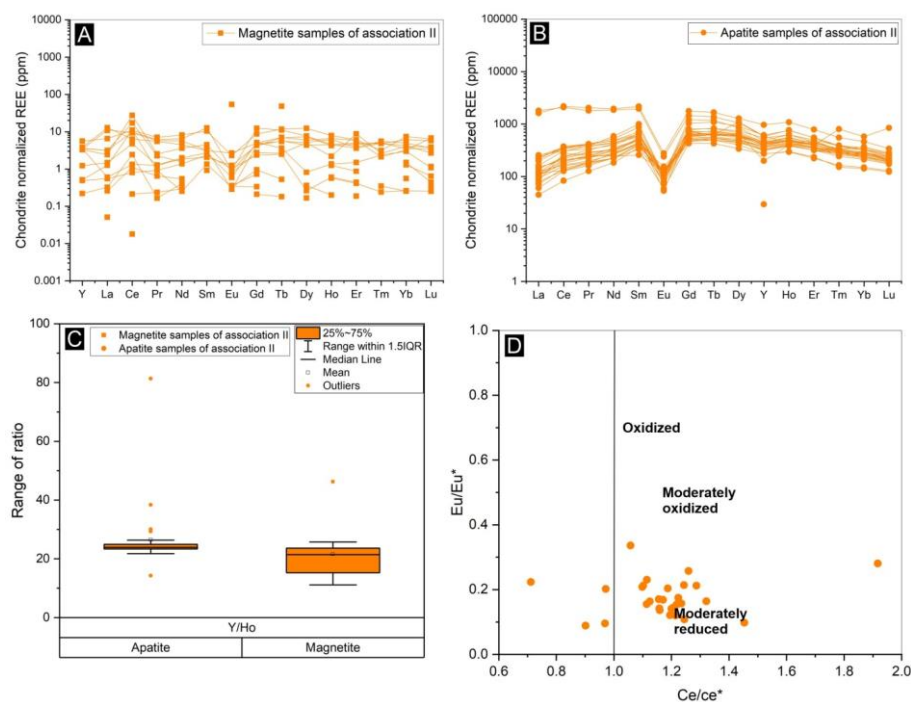 A
Magnetite samples of association II
Chondrite normalized REE (ppm)
10000
1000
100
10
1
0.1
0.01
0.001
Y La Ce Pr Nd Sm Eu Gd Tb Dy Ho Er Tm Yb Lu
B
Apatite samples of association II
Chondrite normalized REE (ppm)
100000
10000
1000
100
10
1
La Ce Pr Nd Sm Eu Gd Tb Dy Y Ho Er Tm Yb Lu
C
Magnetite samples of association II
Apatite samples of association II
25%~75%
Range within 1.5IQR
Median Line
Mean
Outliers
Range of ratio
100
80
60
40
20
0
Y/Ho
Apatite Magnetite
D
Oxidized
Moderately
oxidized
Moderately
reduced
Eu/Eu*
1.0
0.8
0.6
0.4
0.2
0.0
0.6 0.8 1.0 1.2 1.4 1.6 1.8 2.0
Ce/ce*